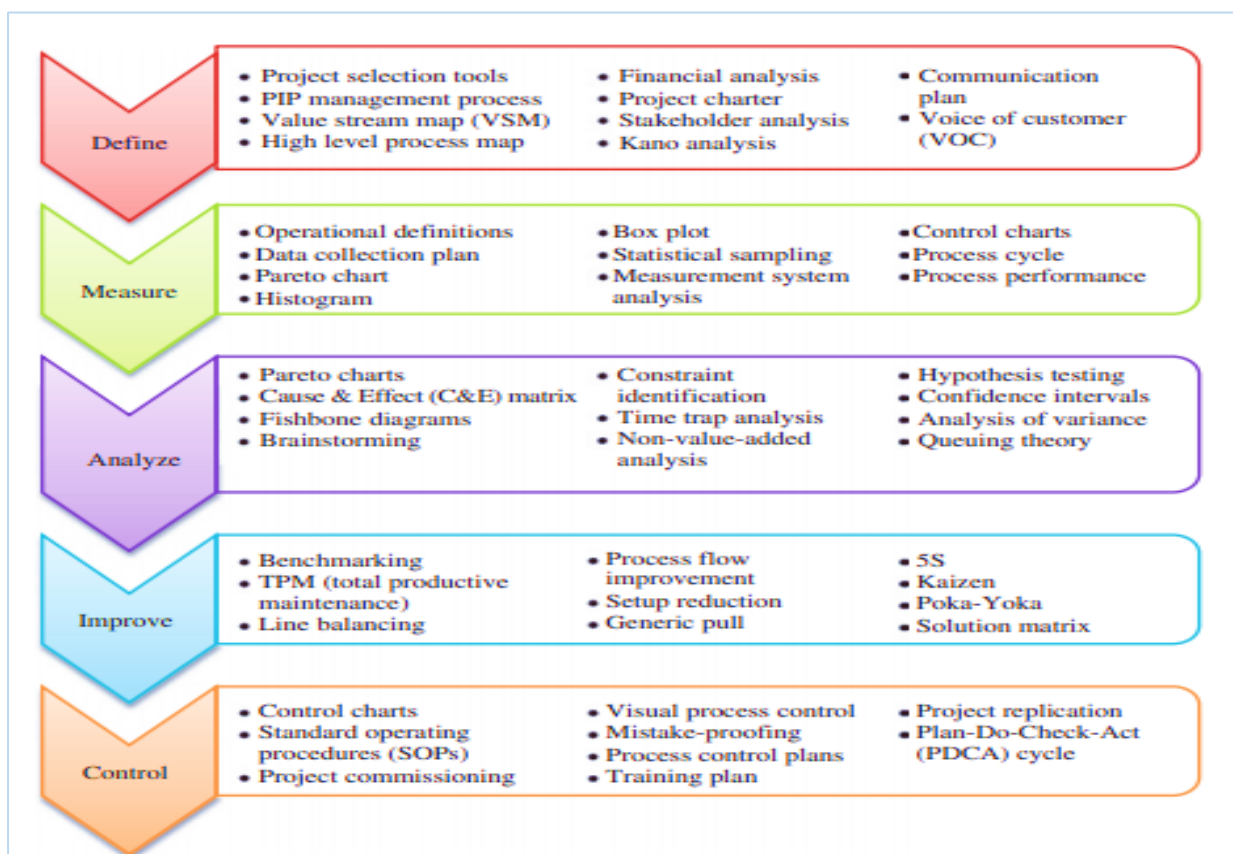 Define
• Project selection tools
• PIP management process
• Value stream map (VSM)
• High level process map
• Financial analysis
• Project charter
• Stakeholder analysis
• Kano analysis
• Communication
plan
• Voice of customer
(VOC)
Measure
• Operational definitions
• Data collection plan
• Pareto chart
• Histogram
• Box plot
• Statistical sampling
• Measurement system
analysis
• Control charts
• Process cycle
• Process performance
Analyze
• Pareto charts
• Cause & Effect (C&E) matrix
• Fishbone diagrams
• Brainstorming
• Constraint
identification
• Time trap analysis
• Non-value-added
analysis
• Hypothesis testing
• Confidence intervals
• Analysis of variance
• Queuing theory
Improve
• Benchmarking
• TPM (total productive
maintenance)
• Line balancing
• Process flow
improvement
• Setup reduction
• Generic pull
• 5S
• Kaizen
• Poka-Yoka
• Solution matrix
Control
• Control charts
• Standard operating
procedures (SOPs)
• Project commissioning
• Visual process control
• Mistake-proofing
• Process control plans
• Training plan
• Project replication
• Plan-Do-Check-Act
(PDCA) cycle